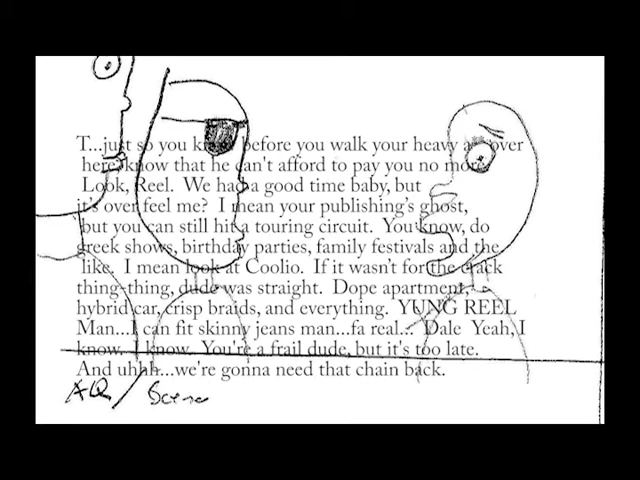 T...just so you know before you walk your heavy a over
here, know that he can't afford to pay you no more.
Look, Reel. We had a good time baby, but
it's over feel me? I mean your publishing's ghost,
but you can still hit a touring circuit. You know, do
greek shows, birthday parties, family festivals and the
like. I mean look at Coolio. If it wasn't for the crack
thing-thing, dude was straight. Dope apartment,
hybrid car, crisp braids, and everything. YUNG REEL
Man...I can fit skinny jeans man...fa real... Dale Yeah, I
know. I know. You're a frail dude, but it's too late.
And uhhh...we're gonna need that chain back.